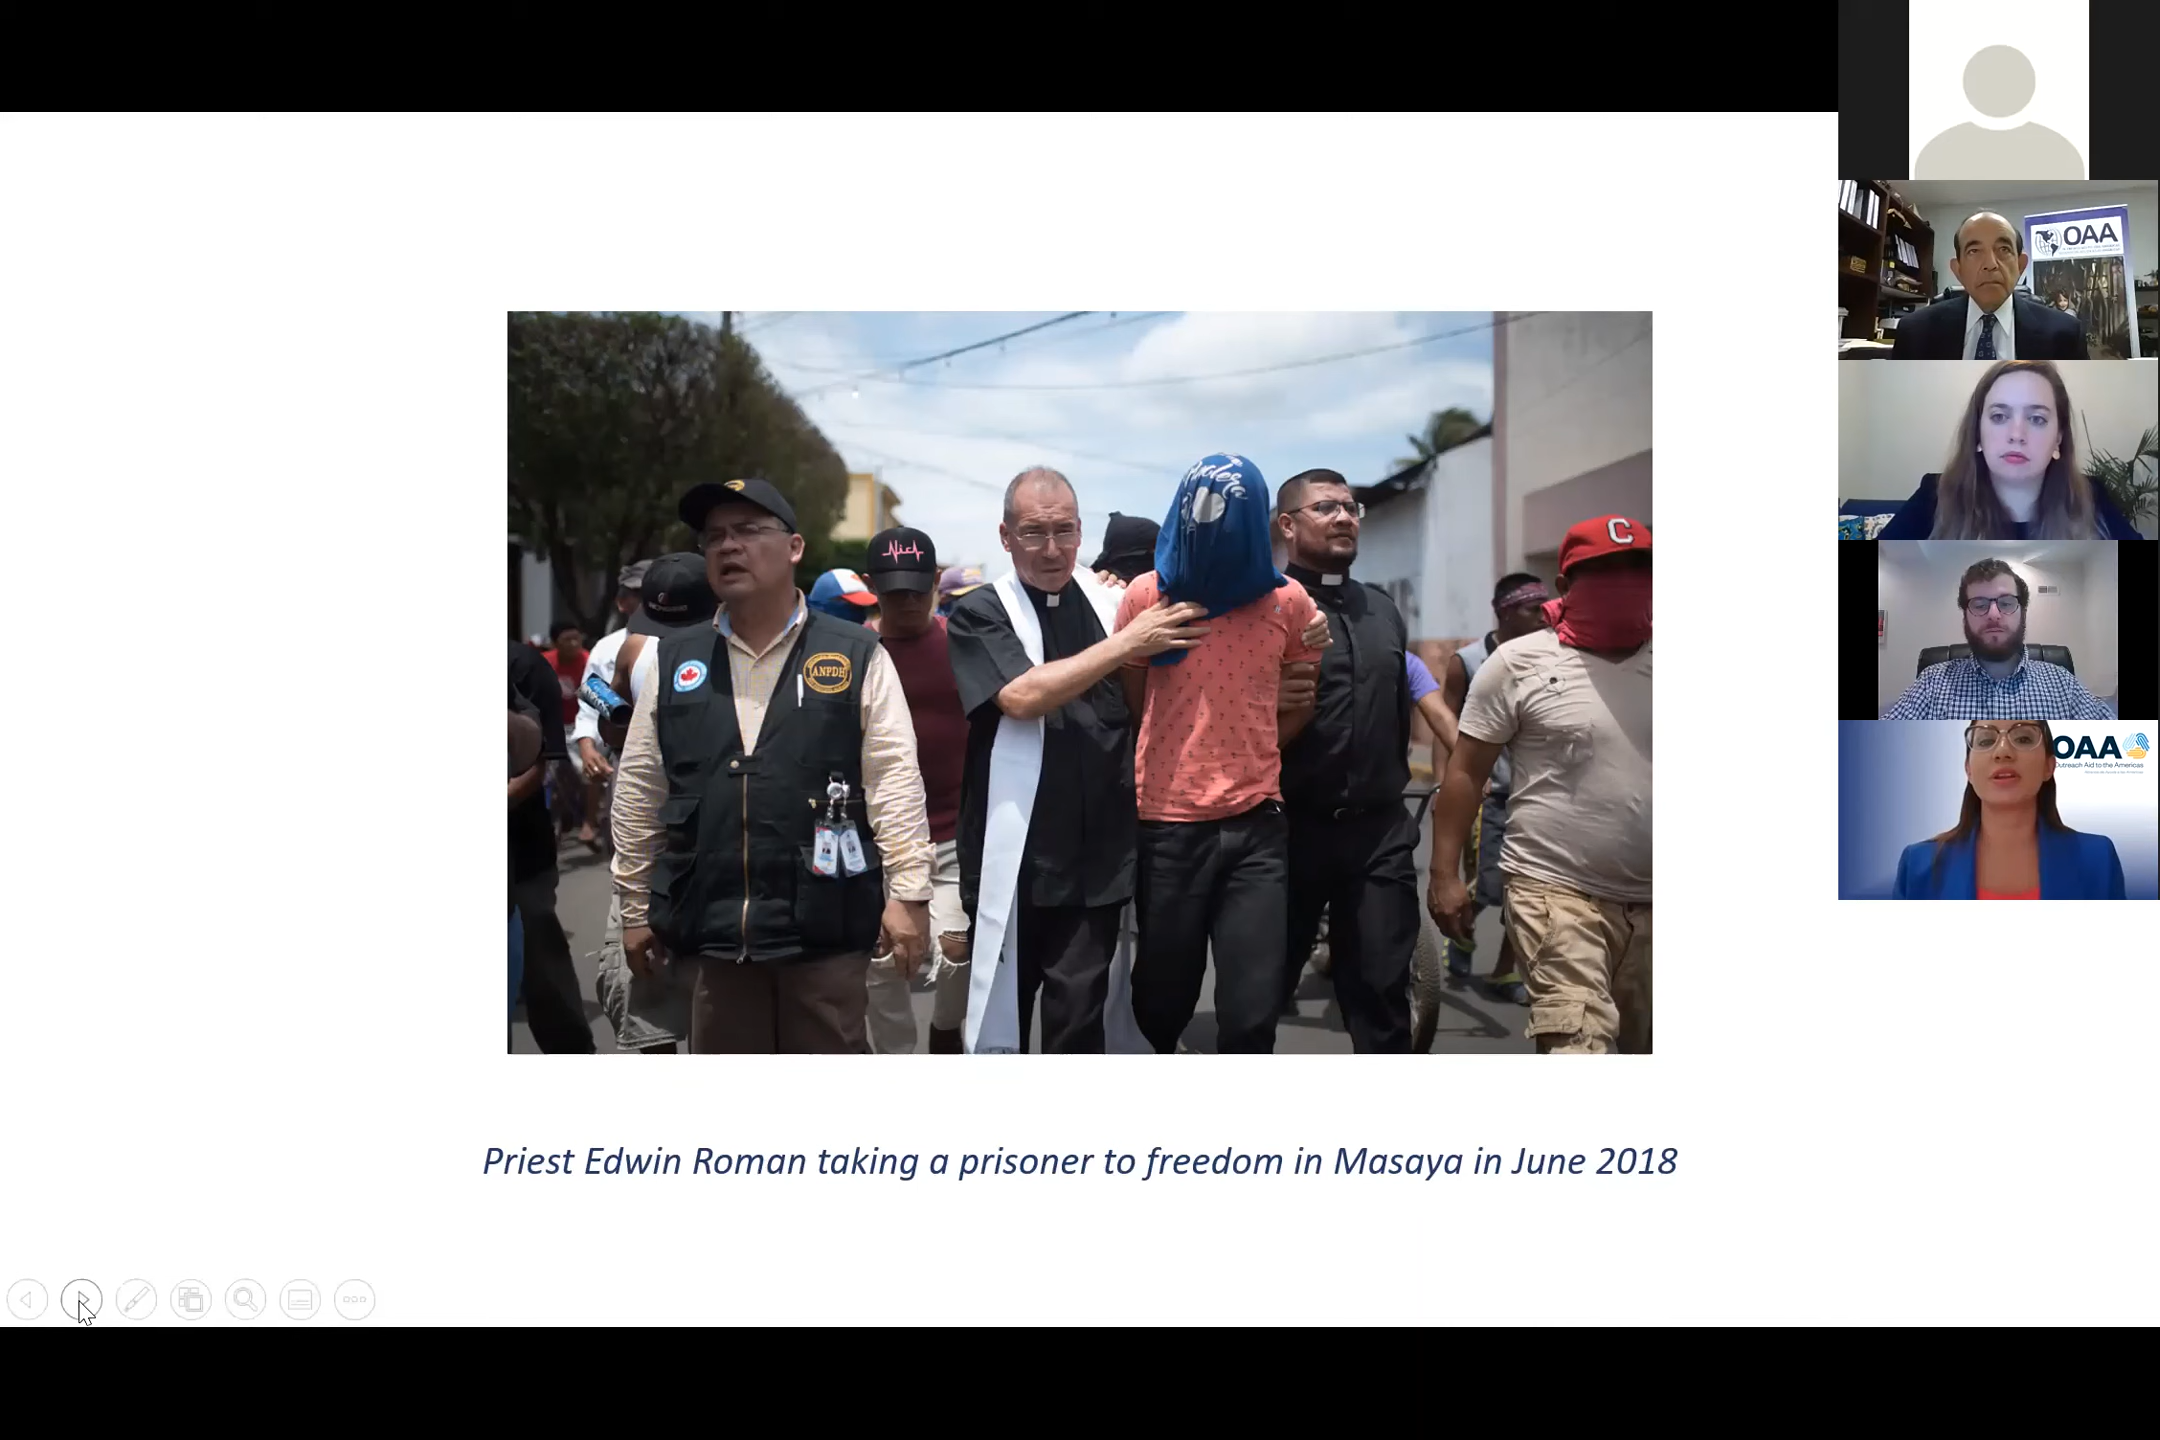 OAA
Nica
C
ANPDH
OAA
Outreach Aid to the Americas
Priest Edwin Roman taking a prisoner to freedom in Masaya in June 2018